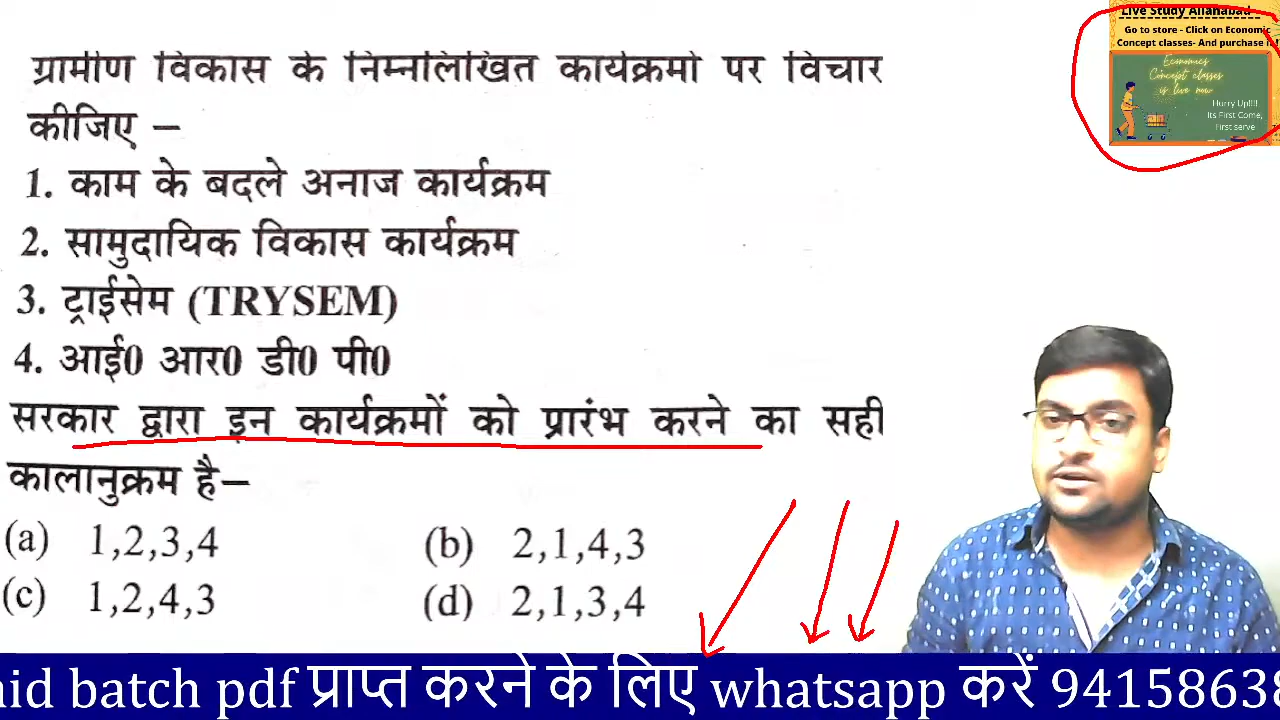 ग्रामीण विकास के निम्नलिखित कार्यक्रमों पर विचार
कीजिए –
1. काम के बदले अनाज कार्यक्रम
2. सामुदायिक विकास कार्यक्रम
3. ट्राईसेम (TRYSEM)
4. आई0 आर0 डी0 पी0
सरकार द्वारा इन कार्यक्रमों को प्रारंभ करने का सही
कालानुक्रम है–
(a) 1,2,3,4 (b) 2,1,4,3
(c) 1,2,4,3 (d) 2,1,3,4
Live Study Allahabad
Go to store - Click on Economic
Concept classes- And purchase it
Economics
Concept classes
is live now
Hurry Up!!!!
Its First Come,
First serve
batch pdf प्राप्त करने के लिए whatsapp करें 94158638